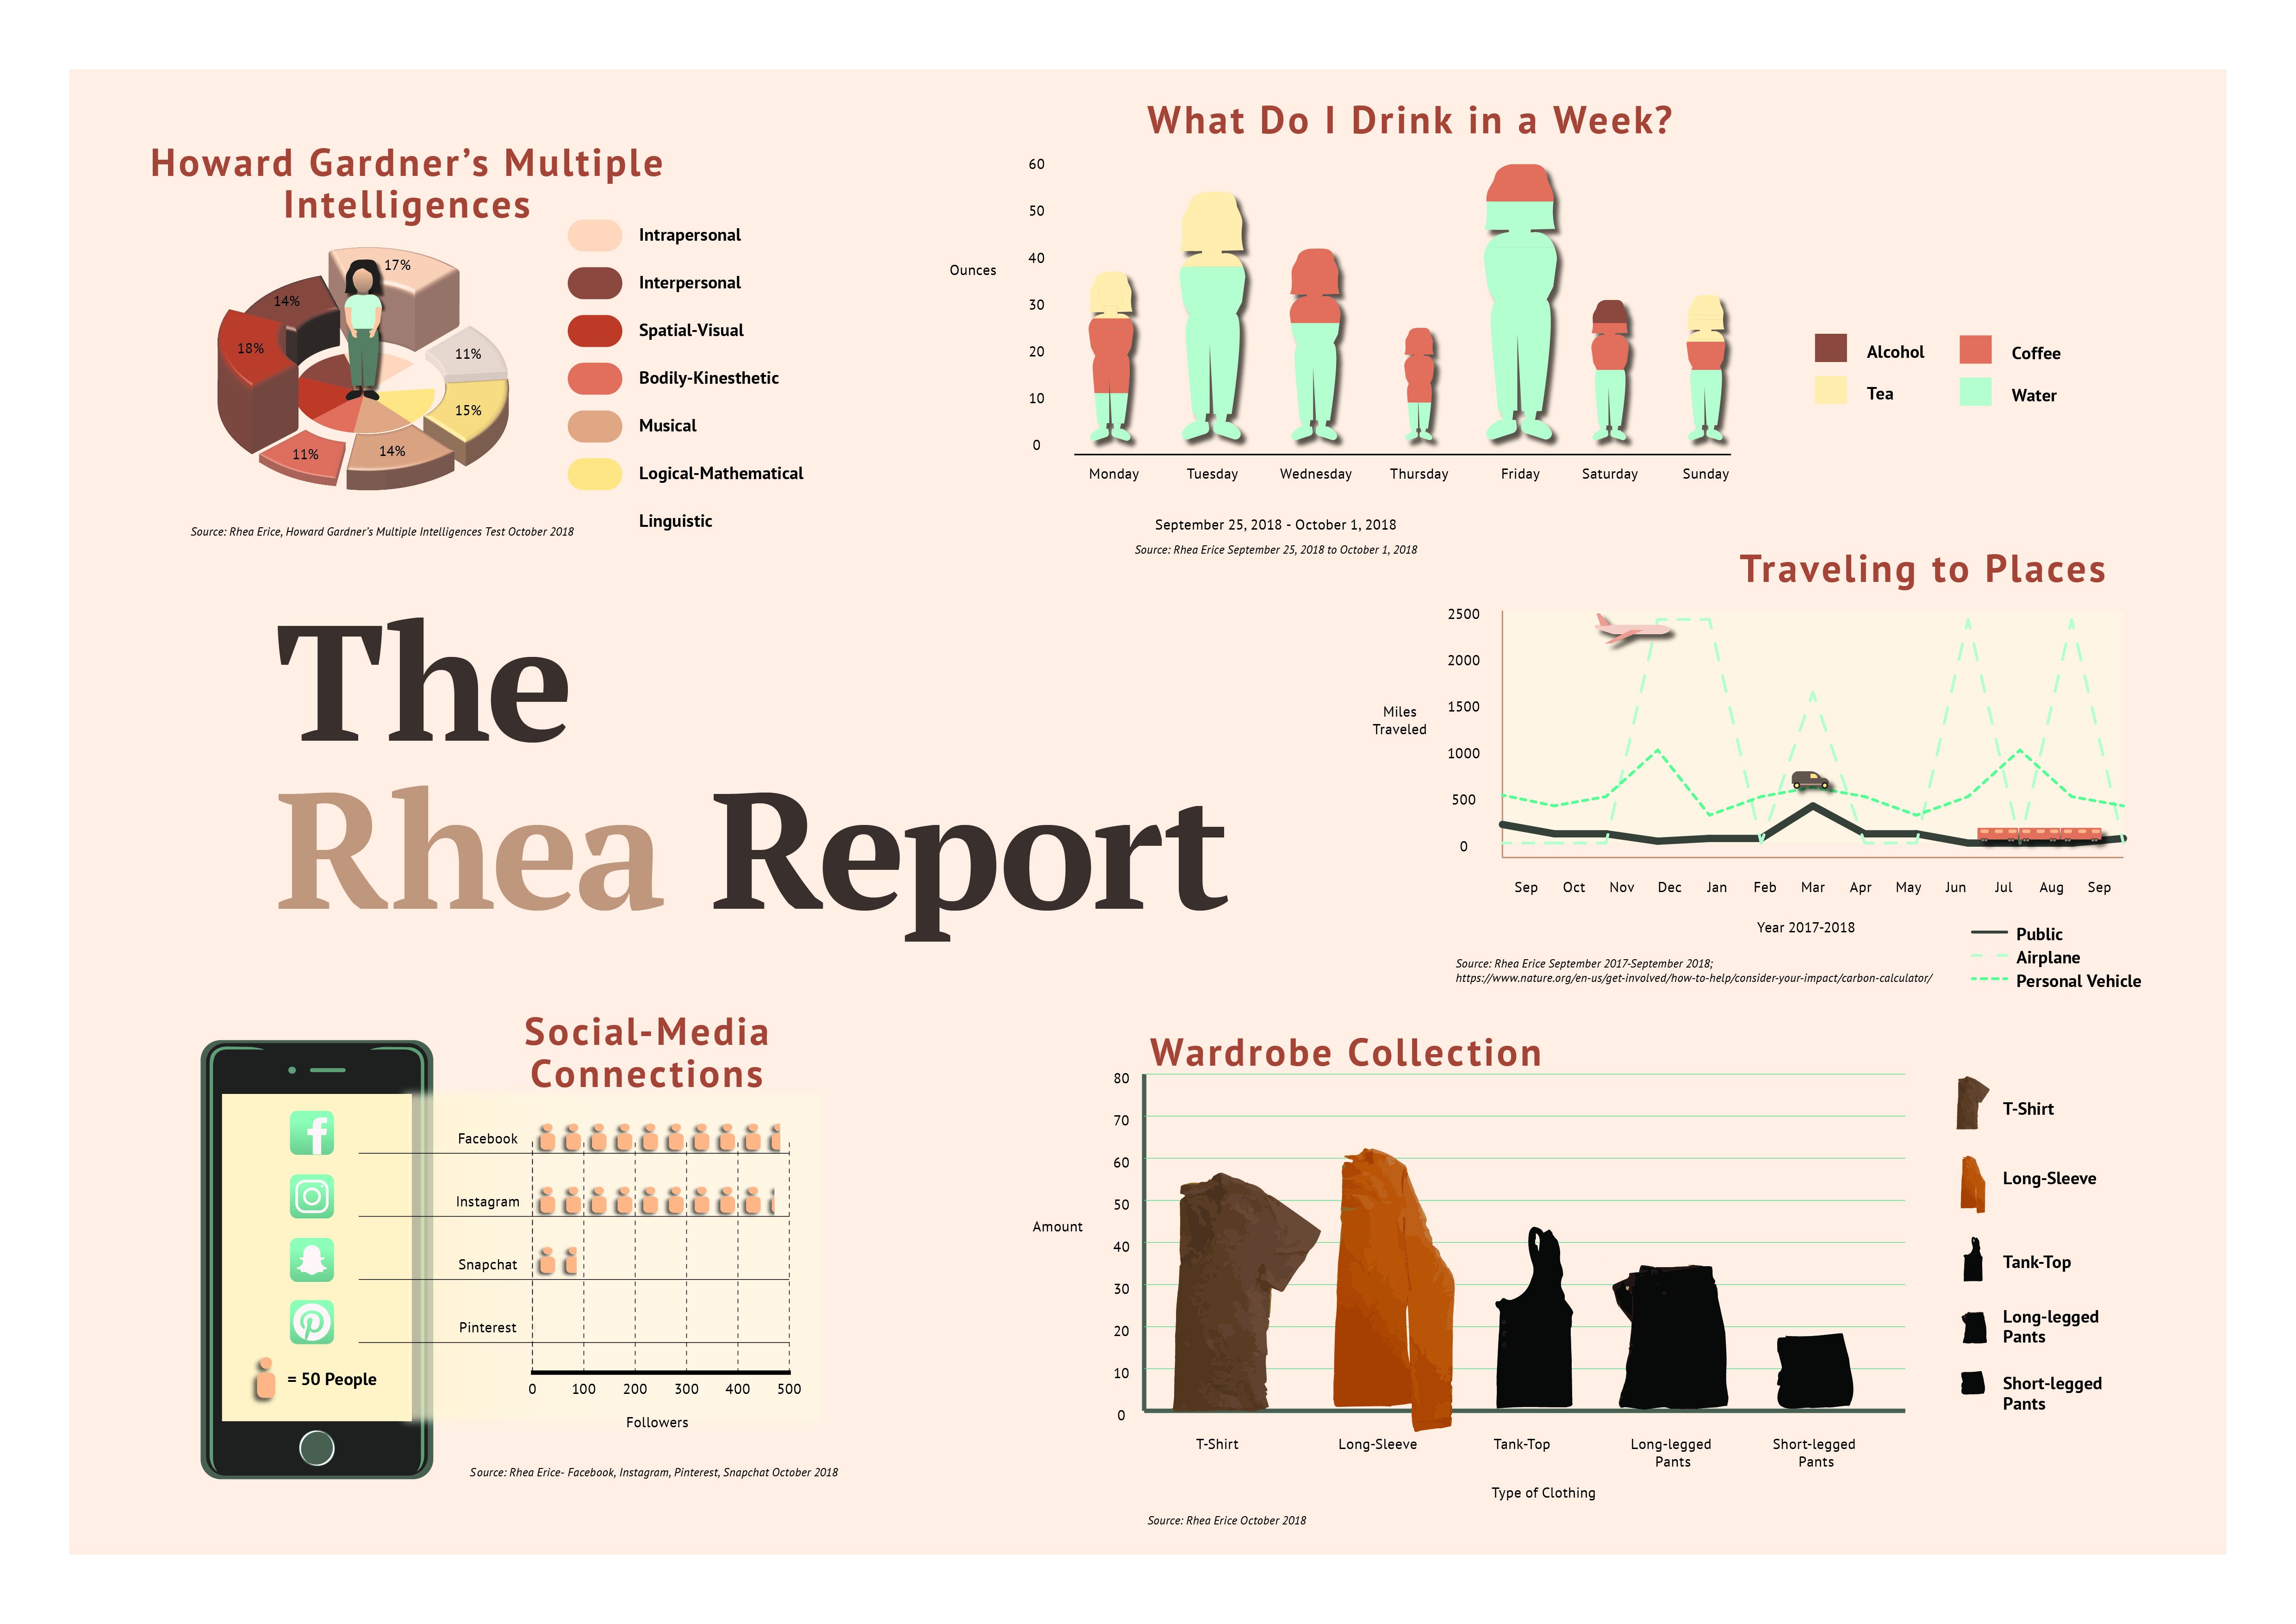 Howard Gardner's Multiple
Intelligences
17%
14%
18%
11%
15%
14%
11%
Intrapersonal
Interpersonal
Spatial-Visual
Bodily-Kinesthetic
Musical
Logical-Mathematical
Linguistic
Source: Rhea Erice, Howard Gardner's Multiple Intelligences Test October 2018
What Do I Drink in a Week?
60
50
40
30
20
10
0
Ounces
Monday Tuesday Wednesday Thursday Friday Saturday Sunday
September 25, 2018 - October 1, 2018
Source: Rhea Erice September 25, 2018 to October 1, 2018
Alcohol
Coffee
Tea
Water
The
Rhea Report
Traveling to Places
2500
2000
1500
1000
500
0
Miles
Traveled
Sep Oct Nov Dec Jan Feb Mar Apr May Jun Jul Aug Sep
Year 2017-2018
Public
Airplane
Personal Vehicle
Source: Rhea Erice September 2017-September 2018;
https://www.nature.org/en-us/get-involved/how-to-help/consider-your-impact/carbon-calculator/
Social-Media
Connections
Facebook
Instagram
Snapchat
Pinterest
= 50 People
0 100 200 300 400 500
Followers
Source: Rhea Erice- Facebook, Instagram, Pinterest, Snapchat October 2018
Wardrobe Collection
80
70
60
50
40
30
20
10
0
Amount
T-Shirt Long-Sleeve Tank-Top Long-legged Short-legged
Pants Pants
Type of Clothing
Source: Rhea Erice October 2018
T-Shirt
Long-Sleeve
Tank-Top
Long-legged
Pants
Short-legged
Pants